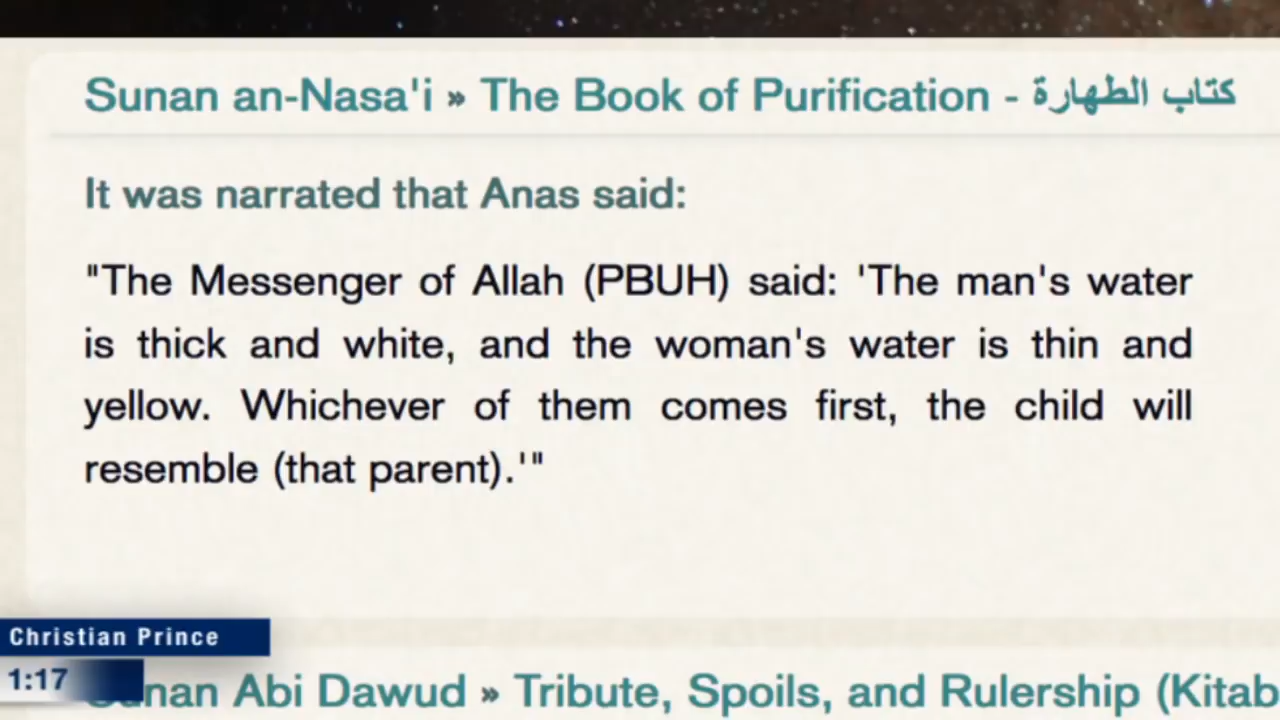 Sunan an-Nasa'i » The Book of Purification - كتاب الطهارة
It was narrated that Anas said:
"The Messenger of Allah (PBUH) said: 'The man's water
is thick and white, and the woman's water is thin and
yellow. Whichever of them comes first, the child will
resemble (that parent).'"
Christian Prince
1:17
Sunan Abi Dawud » Tribute, Spoils, and Rulership (Kitab